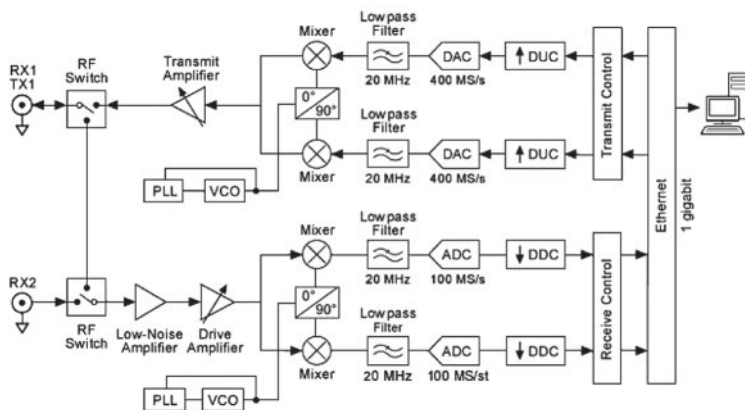 RX1
TX1
RF
Switch
Transmit
Amplifier
Mixer
Lowpass
Filter
20 MHz
DAC
400 MS/s
DUC
0°
90°
Mixer
Lowpass
Filter
20 MHz
DAC
400 MS/s
DUC
Transmit Control
PLL
VCO
Ethernet
1 gigabit
RX2
RF
Switch
Low-Noise
Amplifier
Drive
Amplifier
Mixer
Lowpass
Filter
20 MHz
ADC
100 MS/s
DDC
0°
90°
Mixer
Lowpass
Filter
20 MHz
ADC
100 MS/st
DDC
Receive Control
PLL
VCO